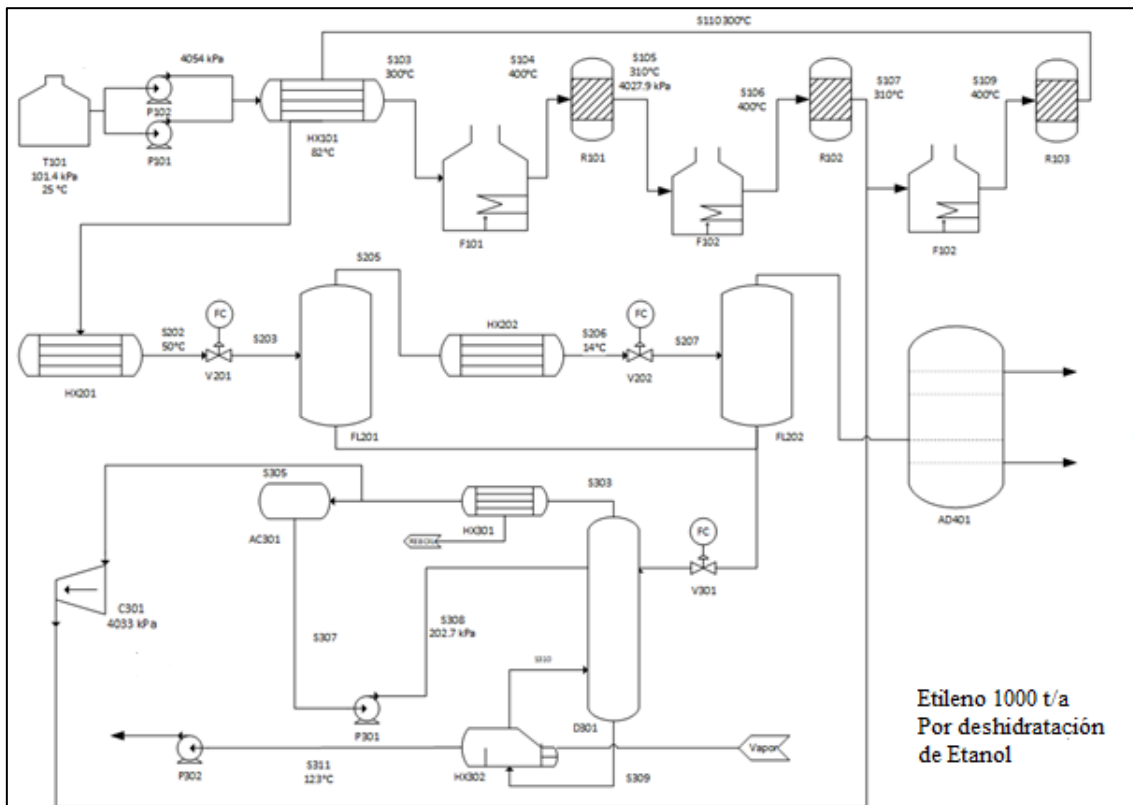 S110 300°C
4054 kPa
P102
P101
T101
101.4 kPa
25 °C
HX101
82°C
S103
300°C
F101
S104
400°C
R101
S105
310°C
4027.9 kPa
F102
S106
400°C
R102
S107
310°C
F102
S109
400°C
R103
HX201
S202
50°C
FC
V201
S203
S205
FL201
HX202
S206
14°C
FC
V202
S207
FL202
AD401
S305
AC301
HX301
S303
FC
V301
C301
4033 kPa
S307
S308
202.7 kPa
P301
S310
D301
P302
S311
123°C
HX302
S309
Vapor
Etileno 1000 t/a
Por deshidratación
de Etanol